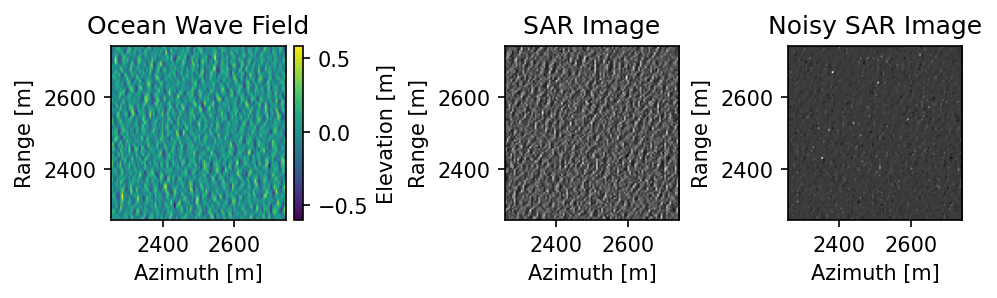 Ocean Wave Field
Range [m]
2600
2400
2400 2600
Azimuth [m]
0.5
0.0
−0.5
Elevation [m]
SAR Image
Range [m]
2600
2400
2400 2600
Azimuth [m]
Noisy SAR Image
Range [m]
2600
2400
2400 2600
Azimuth [m]